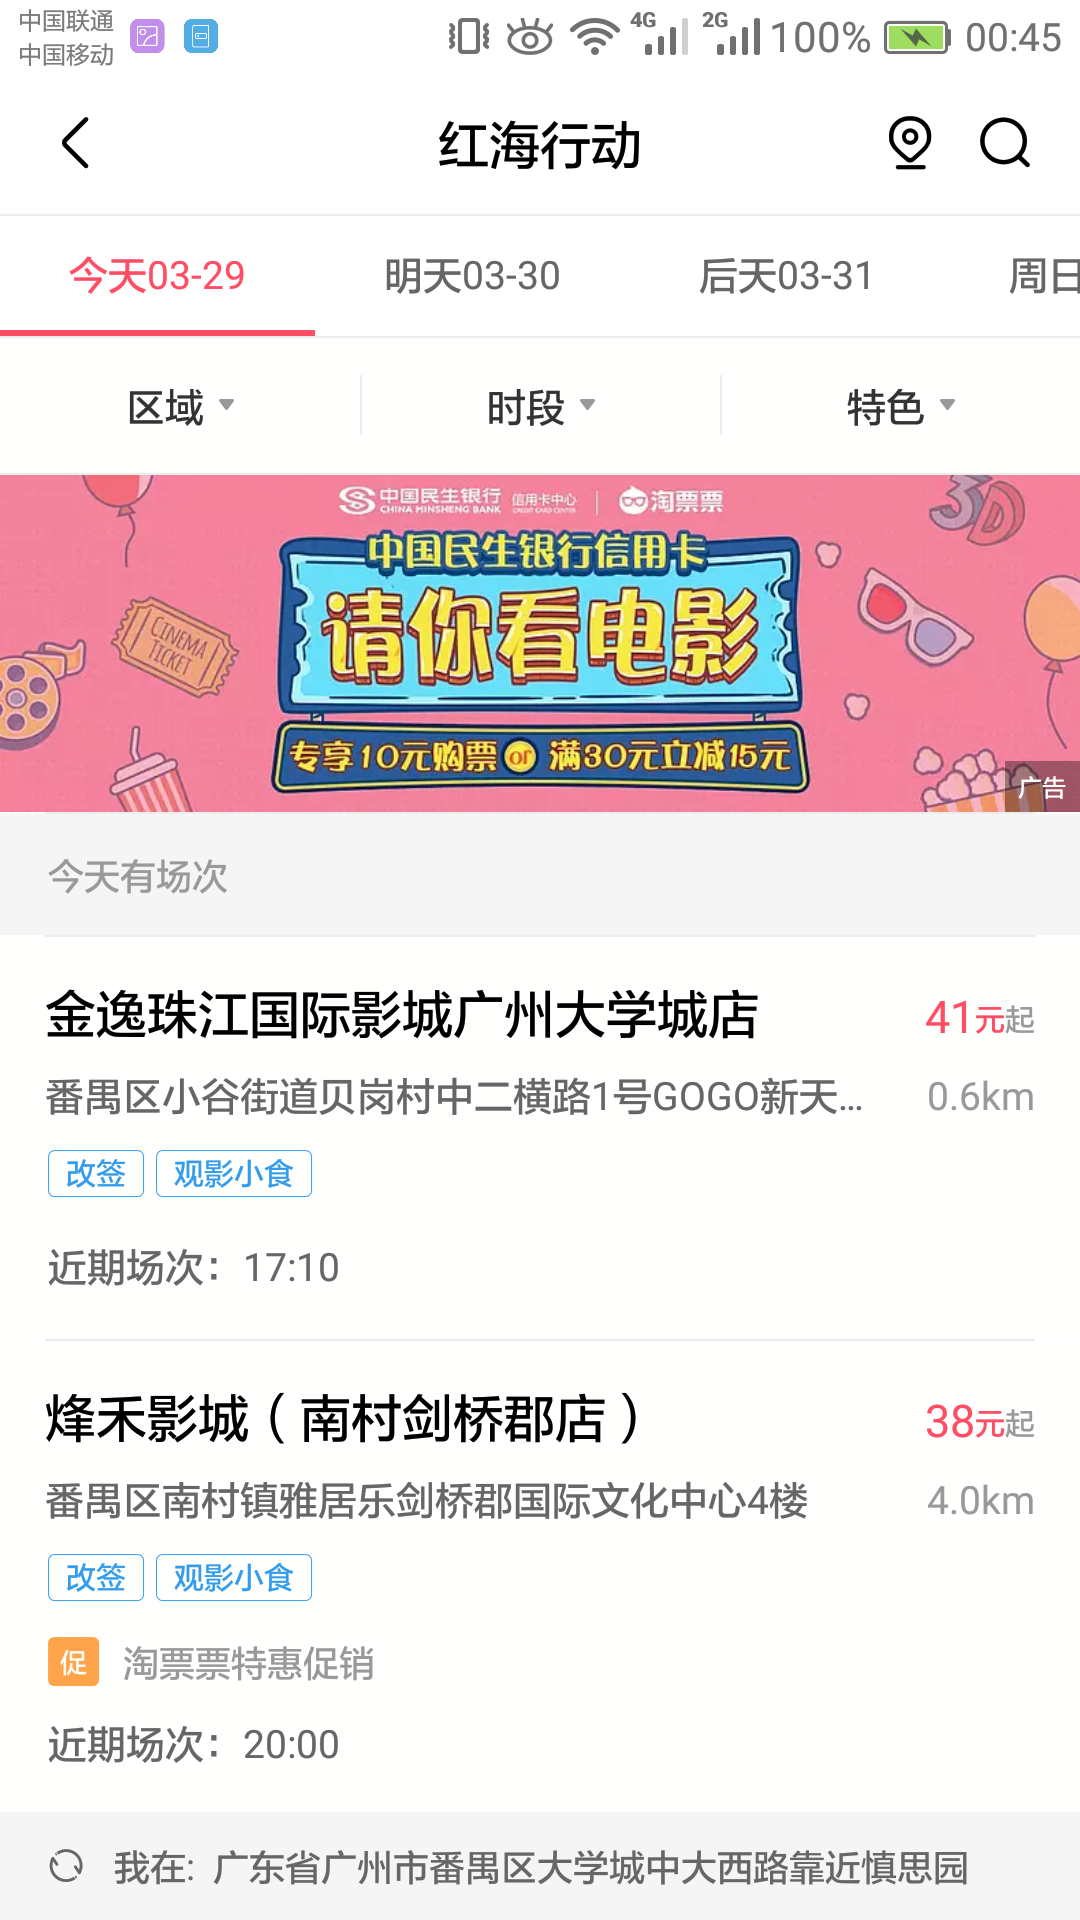 中国联通
中国移动
4G
2G
100%
00:45
红海行动
今天03-29
明天03-30
后天03-31
周日
区域
时段
特色
中国民生银行
CHINA MINSHENG BANK
信用卡中心
CREDIT CARD CENTER
淘票票
3D
中国民生银行信用卡
CINEMA
TICKET
请你看电影
专享10元购票 or 满30元立减15元
广告
今天有场次
金逸珠江国际影城广州大学城店
41元起
番禺区小谷街道贝岗村中二横路1号GOGO新天...
0.6km
改签
观影小食
近期场次：17:10
烽禾影城（南村剑桥郡店）
38元起
番禺区南村镇雅居乐剑桥郡国际文化中心4楼
4.0km
改签
观影小食
促
淘票票特惠促销
近期场次：20:00
我在: 广东省广州市番禺区大学城中大西路靠近慎思园